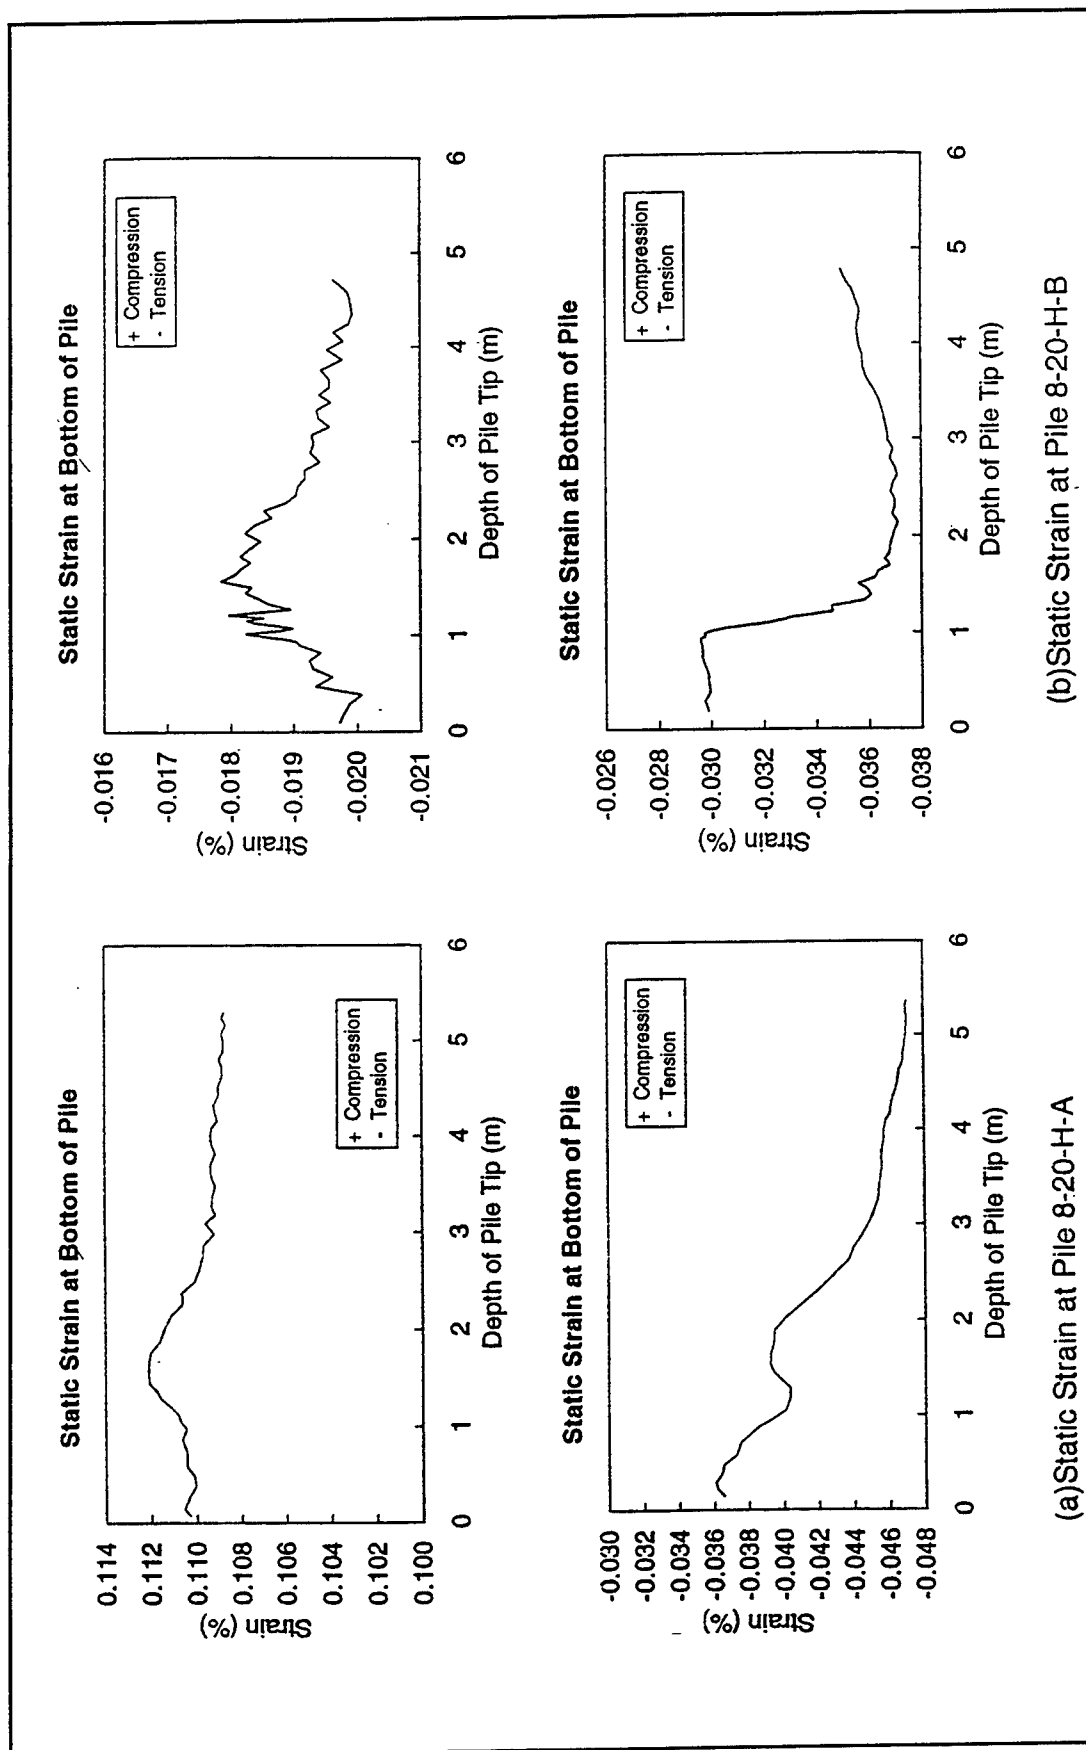 Static Strain at Bottom of Pile
0.114
0.112
0.110
0.108
0.106
0.104
0.102
0.100
Strain (%)
+ Compression
- Tension
0 1 2 3 4 5 6
Depth of Pile Tip (m)
Static Strain at Bottom of Pile
-0.030
-0.032
-0.034
-0.036
-0.038
-0.040
-0.042
-0.044
-0.046
-0.048
Strain (%)
+ Compression
- Tension
0 1 2 3 4 5 6
Depth of Pile Tip (m)
(a)Static Strain at Pile 8-20-H-A
Static Strain at Bottom of Pile
-0.016
-0.017
-0.018
-0.019
-0.020
-0.021
Strain (%)
+ Compression
- Tension
0 1 2 3 4 5 6
Depth of Pile Tip (m)
Static Strain at Bottom of Pile
-0.026
-0.028
-0.030
-0.032
-0.034
-0.036
-0.038
Strain (%)
+ Compression
- Tension
0 1 2 3 4 5 6
Depth of Pile Tip (m)
(b)Static Strain at Pile 8-20-H-B